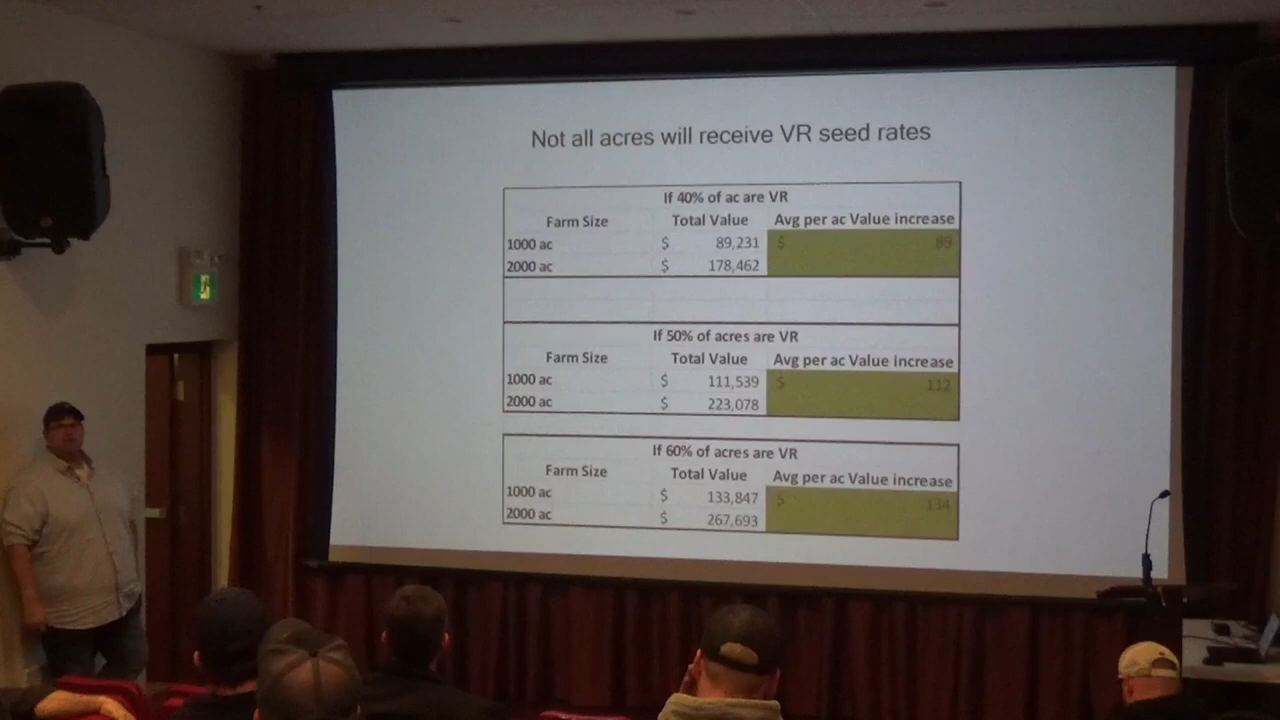 Not all acres will receive VR seed rates
If 40% of ac are VR
Farm Size Total Value Avg per ac Value increase
1000 ac $ 89,231 $ 89
2000 ac $ 178,462
If 50% of acres are VR
Farm Size Total Value Avg per ac Value increase
1000 ac $ 111,539 $ 112
2000 ac $ 223,078
If 60% of acres are VR
Farm Size Total Value Avg per ac Value increase
1000 ac $ 133,847 $ 134
2000 ac $ 267,693